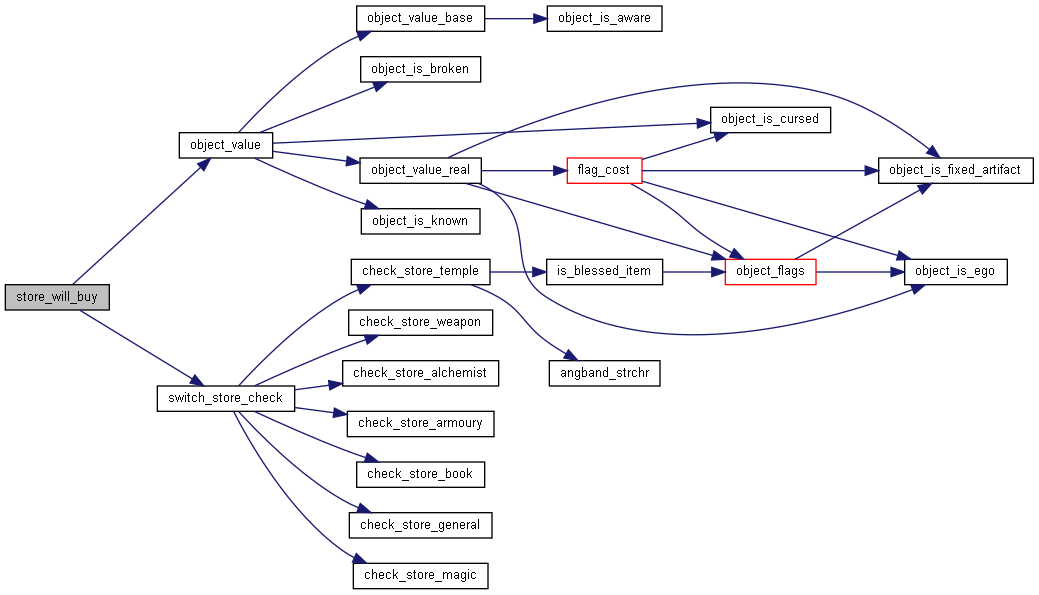 object_value_base
object_is_aware
object_is_broken
object_is_cursed
object_value
object_value_real
flag_cost
object_is_fixed_artifact
object_is_known
check_store_temple
is_blessed_item
object_flags
object_is_ego
store_will_buy
check_store_weapon
check_store_alchemist
angband_strchr
switch_store_check
check_store_armoury
check_store_book
check_store_general
check_store_magic